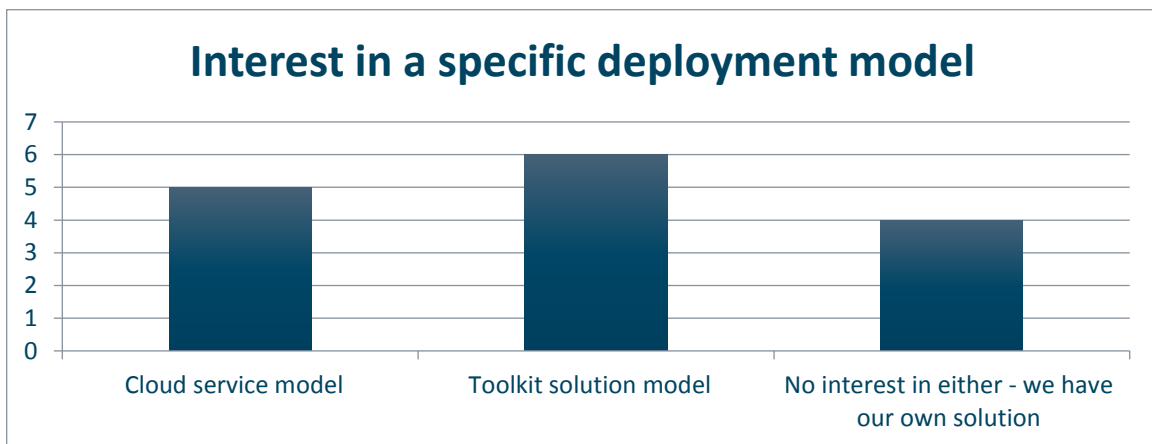 Interest in a specific deployment model
7
6
5
4
3
2
1
0
Cloud service model
Toolkit solution model
No interest in either - we have
our own solution